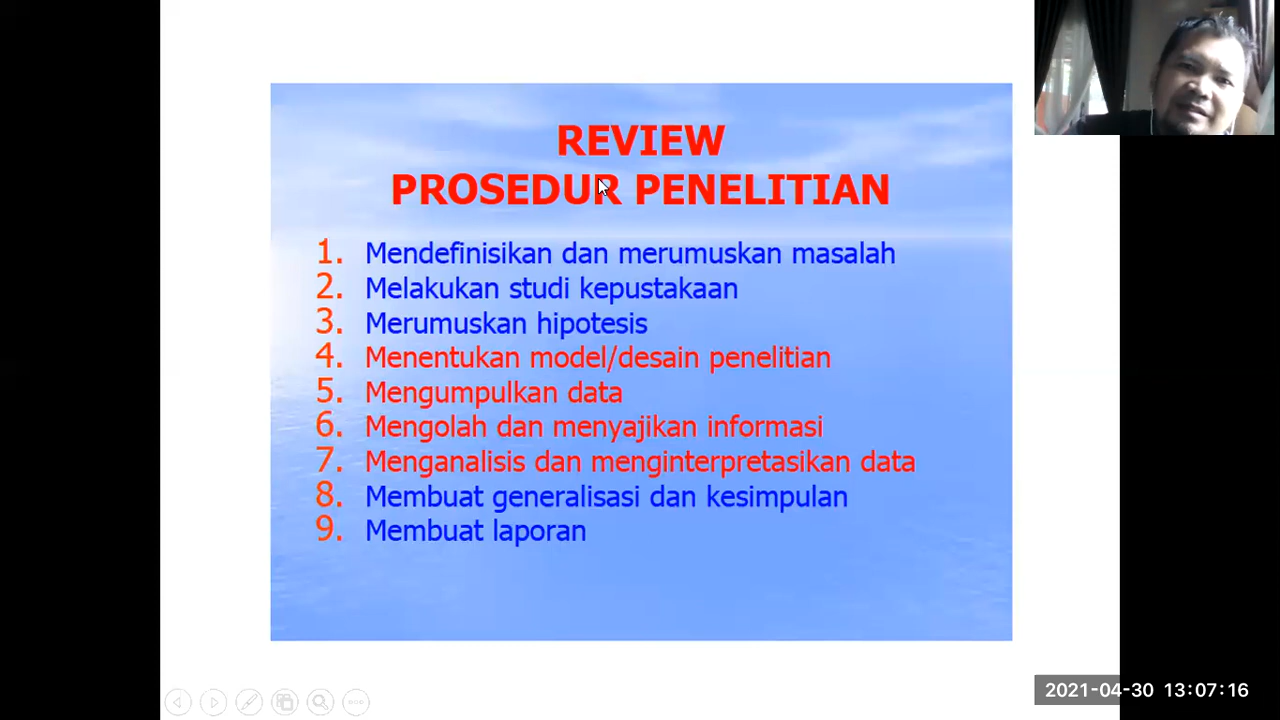 REVIEW
PROSEDUR PENELITIAN
1. Mendefinisikan dan merumuskan masalah
2. Melakukan studi kepustakaan
3. Merumuskan hipotesis
4. Menentukan model/desain penelitian
5. Mengumpulkan data
6. Mengolah dan menyajikan informasi
7. Menganalisis dan menginterpretasikan data
8. Membuat generalisasi dan kesimpulan
9. Membuat laporan
2021-04-30 13:07:16